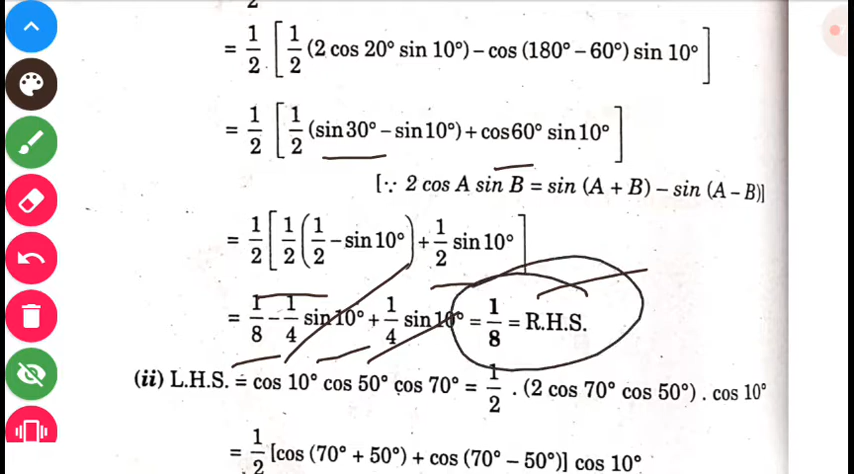 = 1/2 . [ 1/2 (2 cos 20° sin 10°) – cos (180° – 60°) sin 10° ]
= 1/2 [ 1/2 (sin 30° – sin 10°) + cos 60° sin 10° ]
[∵ 2 cos A sin B = sin (A + B) – sin (A – B)]
= 1/2 [ 1/2 ( 1/2 – sin 10° ) + 1/2 sin 10° ]
= 1/8 – 1/4 sin 10° + 1/4 sin 10° = 1/8 = R.H.S.
(ii) L.H.S. = cos 10° cos 50° cos 70° = 1/2 . (2 cos 70° cos 50°) . cos 10°
= 1/2 [cos (70° + 50°) + cos (70° – 50°)] cos 10°